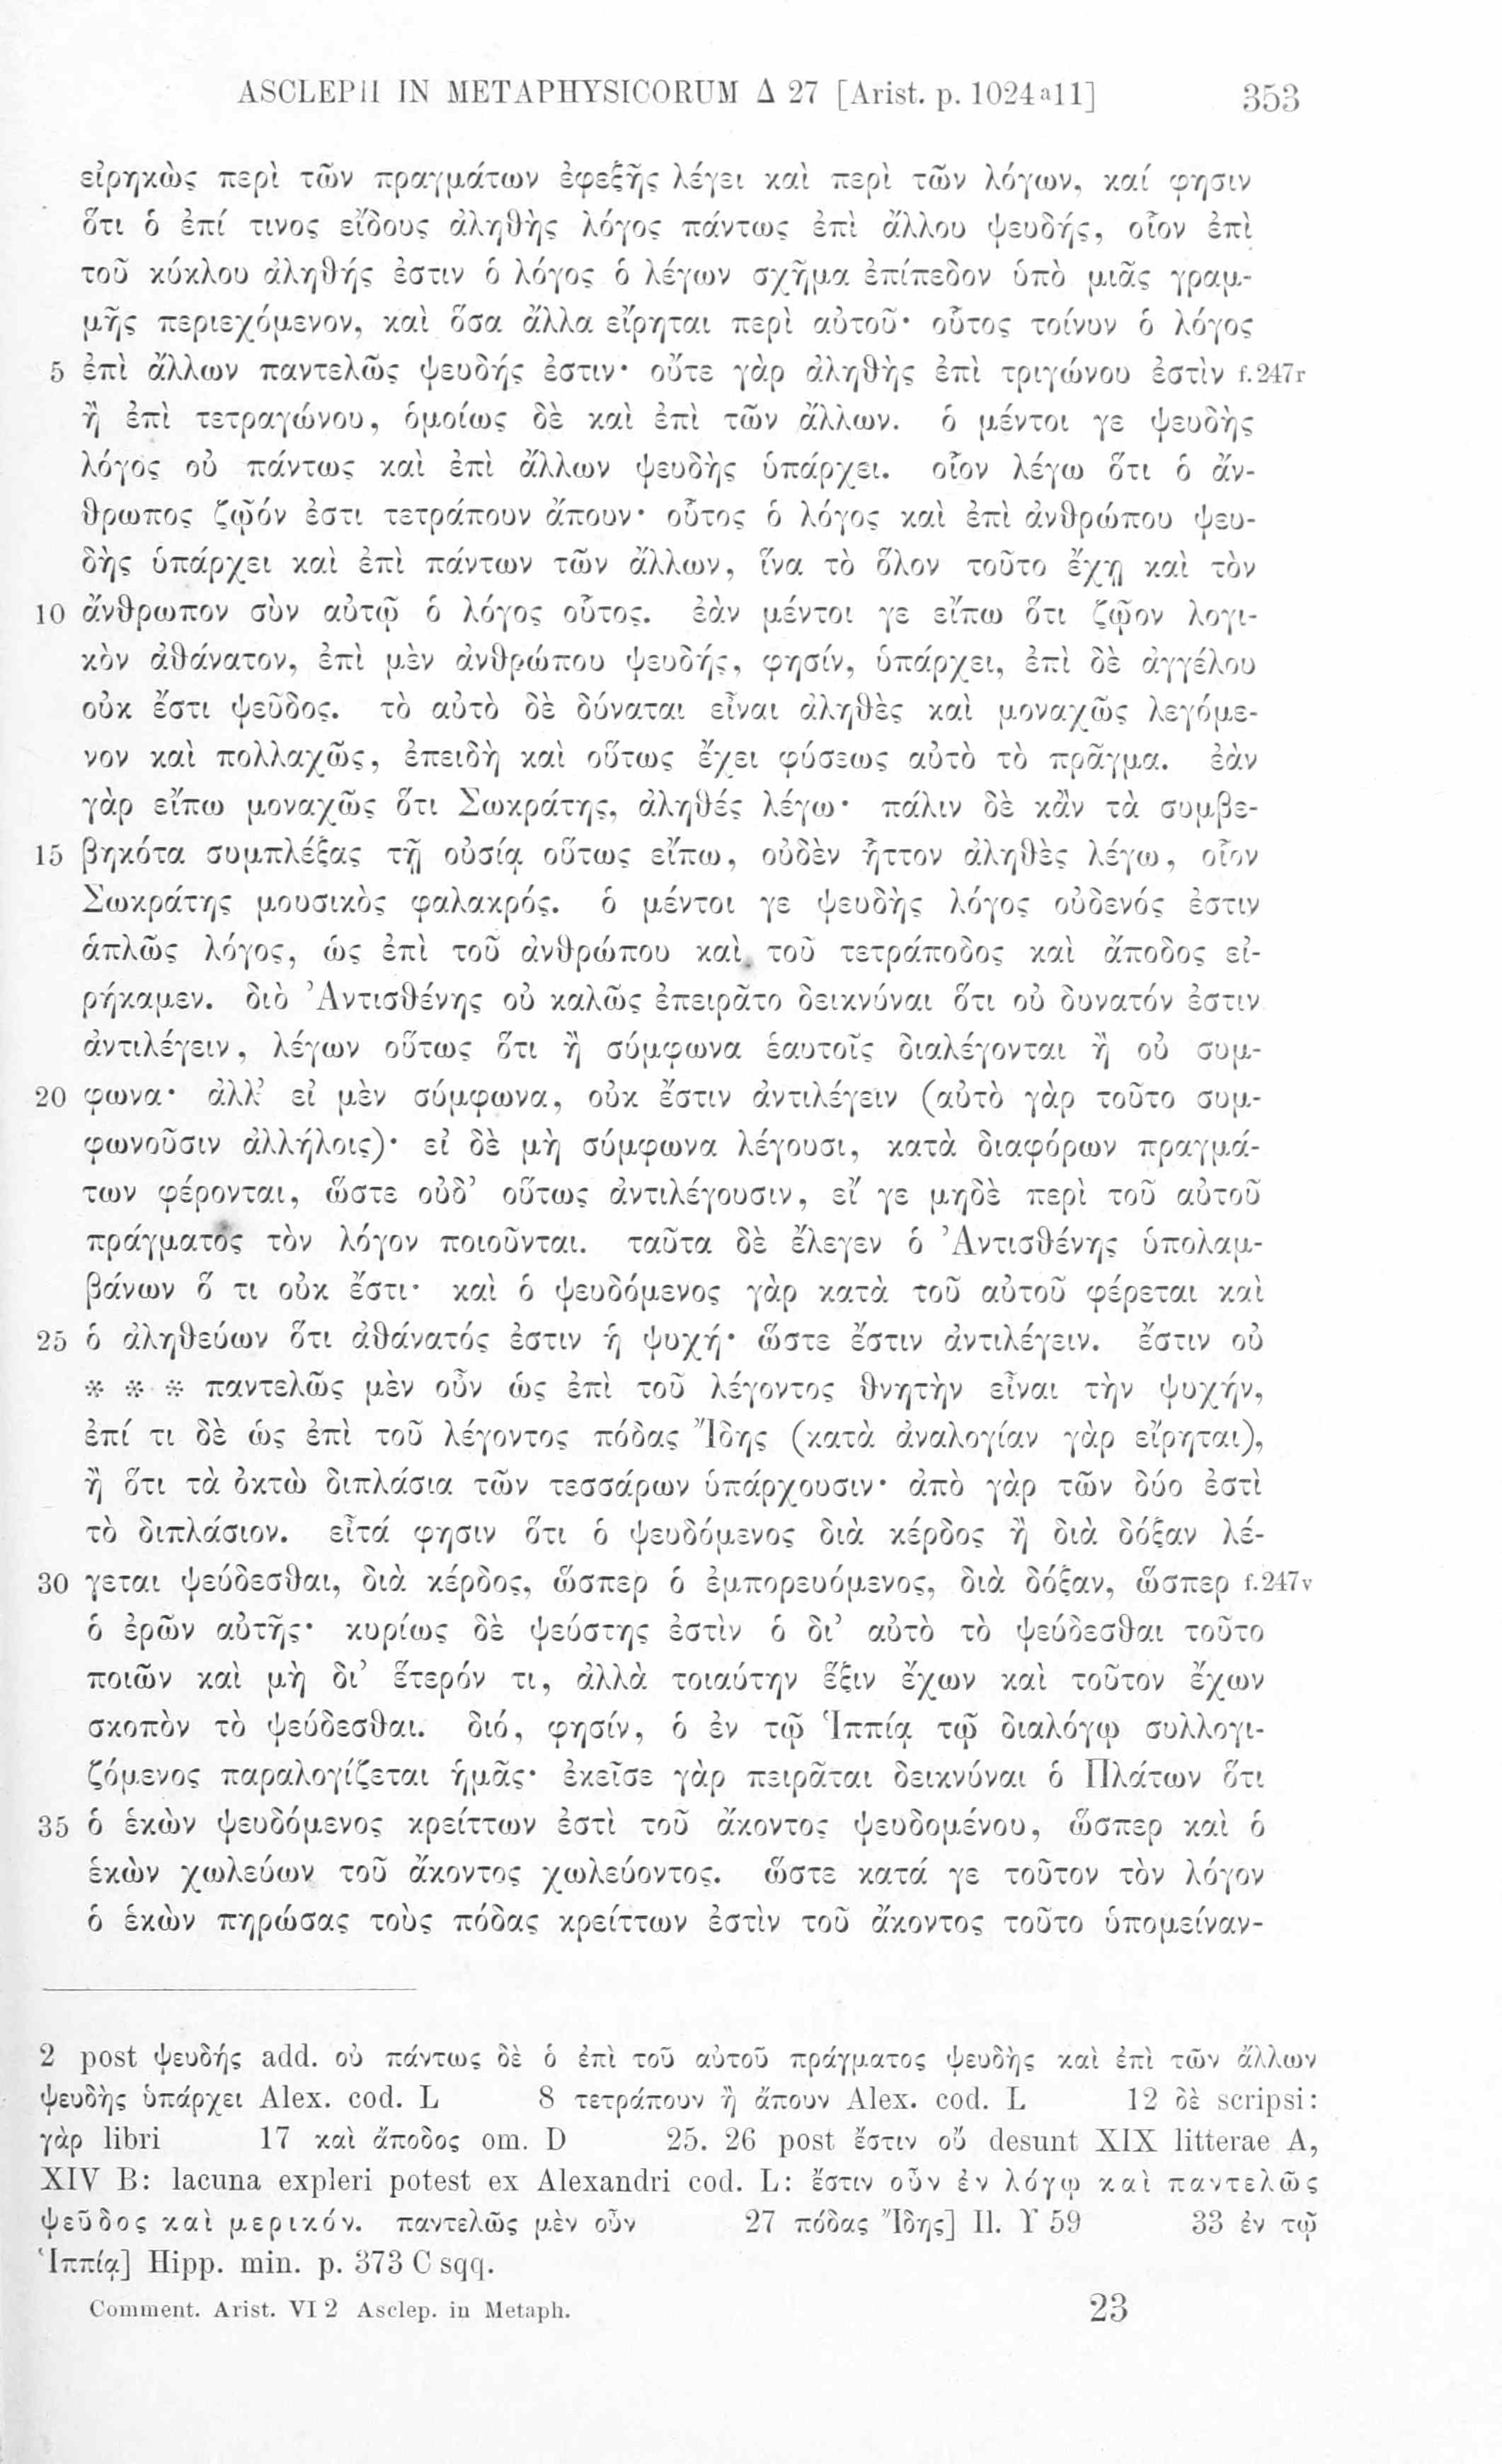 ASCLEPII IN METAPHYSICORUM Δ 27 [Arist. p. 1024ᵃ11] 353
εἰρηκὼς περὶ τῶν πραγμάτων ἐφεξῆς λέγει καὶ περὶ τῶν λόγων, καί φησιν
ὅτι ὁ ἐπί τινος εἴδους ἀληθὴς λόγος πάντως ἐπὶ ἄλλου ψευδής, οἷον ἐπὶ
τοῦ κύκλου ἀληθής ἐστιν ὁ λόγος ὁ λέγων σχῆμα ἐπίπεδον ὑπὸ μιᾶς γραμ-
μῆς περιεχόμενον, καὶ ὅσα ἄλλα εἴρηται περὶ αὐτοῦ· οὗτος τοίνυν ὁ λόγος
5 ἐπὶ ἄλλων παντελῶς ψευδής ἐστιν· οὔτε γὰρ ἀληθὴς ἐπὶ τριγώνου ἐστὶν f.247r
ἢ ἐπὶ τετραγώνου, ὁμοίως δὲ καὶ ἐπὶ τῶν ἄλλων. ὁ μέντοι γε ψευδὴς
λόγος οὐ πάντως καὶ ἐπὶ ἄλλων ψευδὴς ὑπάρχει. οἷον λέγω ὅτι ὁ ἄν-
θρωπος ζῷόν ἐστι τετράπουν ἄπουν· οὗτος ὁ λόγος καὶ ἐπὶ ἀνθρώπου ψευ-
δὴς ὑπάρχει καὶ ἐπὶ πάντων τῶν ἄλλων, ἵνα τὸ ὅλον τοῦτο ἔχῃ καὶ τὸν
10 ἄνθρωπον σὺν αὐτῷ ὁ λόγος οὗτος. ἐὰν μέντοι γε εἴπω ὅτι ζῷον λογι-
κὸν ἀθάνατον, ἐπὶ μὲν ἀνθρώπου ψευδής, φησίν, ὑπάρχει, ἐπὶ δὲ ἀγγέλου
οὐκ ἔστι ψεῦδος. τὸ αὐτὸ δὲ δύναται εἶναι ἀληθὲς καὶ μοναχῶς λεγόμε-
νον καὶ πολλαχῶς, ἐπειδὴ καὶ οὕτως ἔχει φύσεως αὐτὸ τὸ πρᾶγμα. ἐὰν
γὰρ εἴπω μοναχῶς ὅτι Σωκράτης, ἀληθές λέγω· πάλιν δὲ κἂν τὰ συμβε-
15 βηκότα συμπλέξας τῇ οὐσίᾳ οὕτως εἴπω, οὐδὲν ἧττον ἀληθὲς λέγω, οἷον
Σωκράτης μουσικὸς φαλακρός. ὁ μέντοι γε ψευδὴς λόγος οὐδενός ἐστιν
ἁπλῶς λόγος, ὡς ἐπὶ τοῦ ἀνθρώπου καὶ τοῦ τετράποδος καὶ ἄποδος εἰ-
ρήκαμεν. διὸ Ἀντισθένης οὐ καλῶς ἐπειρᾶτο δεικνύναι ὅτι οὐ δυνατόν ἐστιν
ἀντιλέγειν, λέγων οὕτως ὅτι ἢ σύμφωνα ἑαυτοῖς διαλέγονται ἢ οὐ συμ-
20 φωνα· ἀλλ’ εἰ μὲν σύμφωνα, οὐκ ἔστιν ἀντιλέγειν (αὐτὸ γὰρ τοῦτο συμ-
φωνοῦσιν ἀλλήλοις)· εἰ δὲ μὴ σύμφωνα λέγουσι, κατὰ διαφόρων πραγμά-
των φέρονται, ὥστε οὐδ’ οὕτως ἀντιλέγουσιν, εἴ γε μηδὲ περὶ τοῦ αὐτοῦ
πράγματος τὸν λόγον ποιοῦνται. ταῦτα δὲ ἔλεγεν ὁ Ἀντισθένης ὑπολαμ-
βάνων ὅ τι οὐκ ἔστι· καὶ ὁ ψευδόμενος γὰρ κατὰ τοῦ αὐτοῦ φέρεται καὶ
25 ὁ ἀληθεύων ὅτι ἀθάνατός ἐστιν ἡ ψυχή· ὥστε ἔστιν ἀντιλέγειν. ἔστιν οὐ
* * * παντελῶς μὲν οὖν ὡς ἐπὶ τοῦ λέγοντος θνητὴν εἶναι τὴν ψυχήν,
ἐπί τι δὲ ὡς ἐπὶ τοῦ λέγοντος πόδας Ἴδης (κατὰ ἀναλογίαν γὰρ εἴρηται),
ἢ ὅτι τὰ ὀκτὼ διπλάσια τῶν τεσσάρων ὑπάρχουσιν· ἀπὸ γὰρ τῶν δύο ἐστὶ
τὸ διπλάσιον. εἶτά φησιν ὅτι ὁ ψευδόμενος διὰ κέρδος ἢ διὰ δόξαν λέ-
30 γεται ψεύδεσθαι, διὰ κέρδος, ὥσπερ ὁ ἐμπορευόμενος, διὰ δόξαν, ὥσπερ f.247v
ὁ ἐρῶν αὐτῆς· κυρίως δὲ ψεύστης ἐστὶν ὁ δι’ αὐτὸ τὸ ψεύδεσθαι τοῦτο
ποιῶν καὶ μὴ δι’ ἕτερόν τι, ἀλλὰ τοιαύτην ἕξιν ἔχων καὶ τοῦτον ἔχων
σκοπὸν τὸ ψεύδεσθαι. διό, φησίν, ὁ ἐν τῷ Ἱππίᾳ τῷ διαλόγῳ συλλογι-
ζόμενος παραλογίζεται ἡμᾶς· ἐκεῖσε γὰρ πειρᾶται δεικνύναι ὁ Πλάτων ὅτι
35 ὁ ἑκὼν ψευδόμενος κρείττων ἐστὶ τοῦ ἄκοντος ψευδομένου, ὥσπερ καὶ ὁ
ἑκὼν χωλεύων τοῦ ἄκοντος χωλεύοντος. ὥστε κατά γε τοῦτον τὸν λόγον
ὁ ἑκὼν πηρώσας τοὺς πόδας κρείττων ἐστὶν τοῦ ἄκοντος τοῦτο ὑπομείναν-
2 post ψευδής add. οὐ πάντως δὲ ὁ ἐπὶ τοῦ αὐτοῦ πράγματος ψευδὴς καὶ ἐπὶ τῶν ἄλλων
ψευδὴς ὑπάρχει Alex. cod. L 8 τετράπουν ἢ ἄπουν Alex. cod. L 12 δὲ scripsi:
γὰρ libri 17 καὶ ἄποδος om. D 25. 26 post ἔστιν οὐ desunt XIX litterae A,
XIV B: lacuna expleri potest ex Alexandri cod. L: ἔστιν οὖν ἐν λόγῳ καὶ παντελῶς
ψεῦδος καὶ μερικόν. παντελῶς μὲν οὖν 27 πόδας Ἴδης] Il. Υ 59 33 ἐν τῷ
Ἱππίᾳ] Hipp. min. p. 373 C sqq.
Comment. Arist. VI 2 Asclep. in Metaph. 23